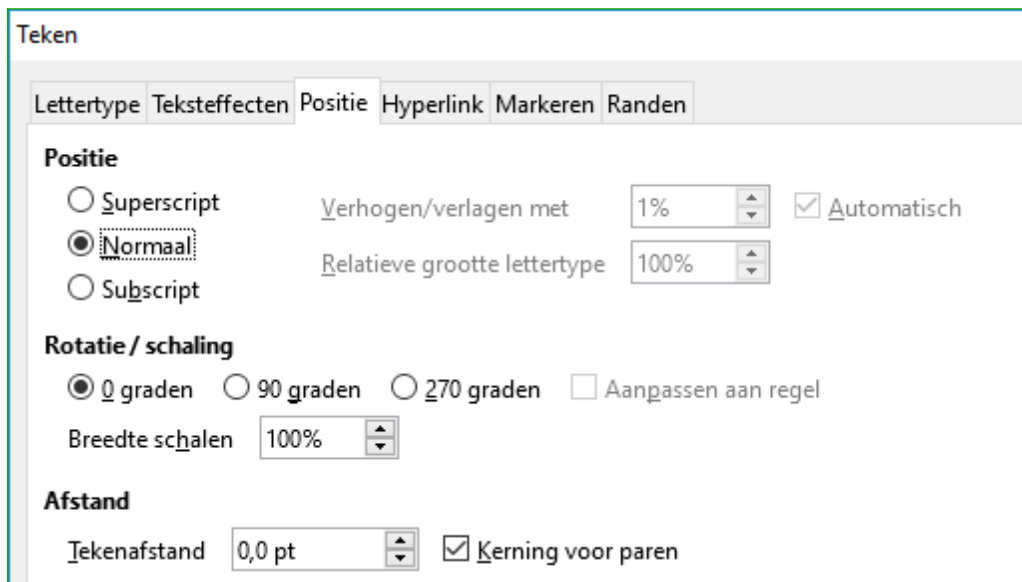 Teken
Lettertype Teksteffecten Positie Hyperlink Markeren Randen
Positie
Superscript Verhogen/verlagen met 1% Automatisch
Normaal
Relatieve grootte lettertype 100%
Subscript
Rotatie / schaling
0 graden 90 graden 270 graden Aanpassen aan regel
Breedte schalen 100%
Afstand
Tekenafstand 0,0 pt Kerning voor paren